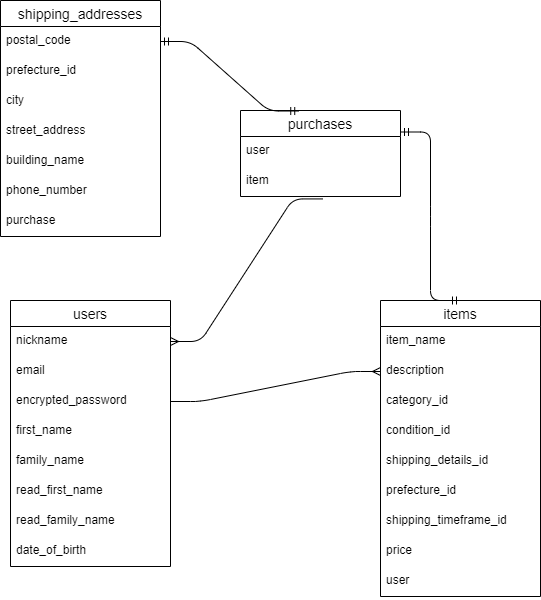 shipping_addresses
postal_code
prefecture_id
city
street_address
building_name
phone_number
purchase
purchases
user
item
users
nickname
email
encrypted_password
first_name
family_name
read_first_name
read_family_name
date_of_birth
items
item_name
description
category_id
condition_id
shipping_details_id
prefecture_id
shipping_timeframe_id
price
user